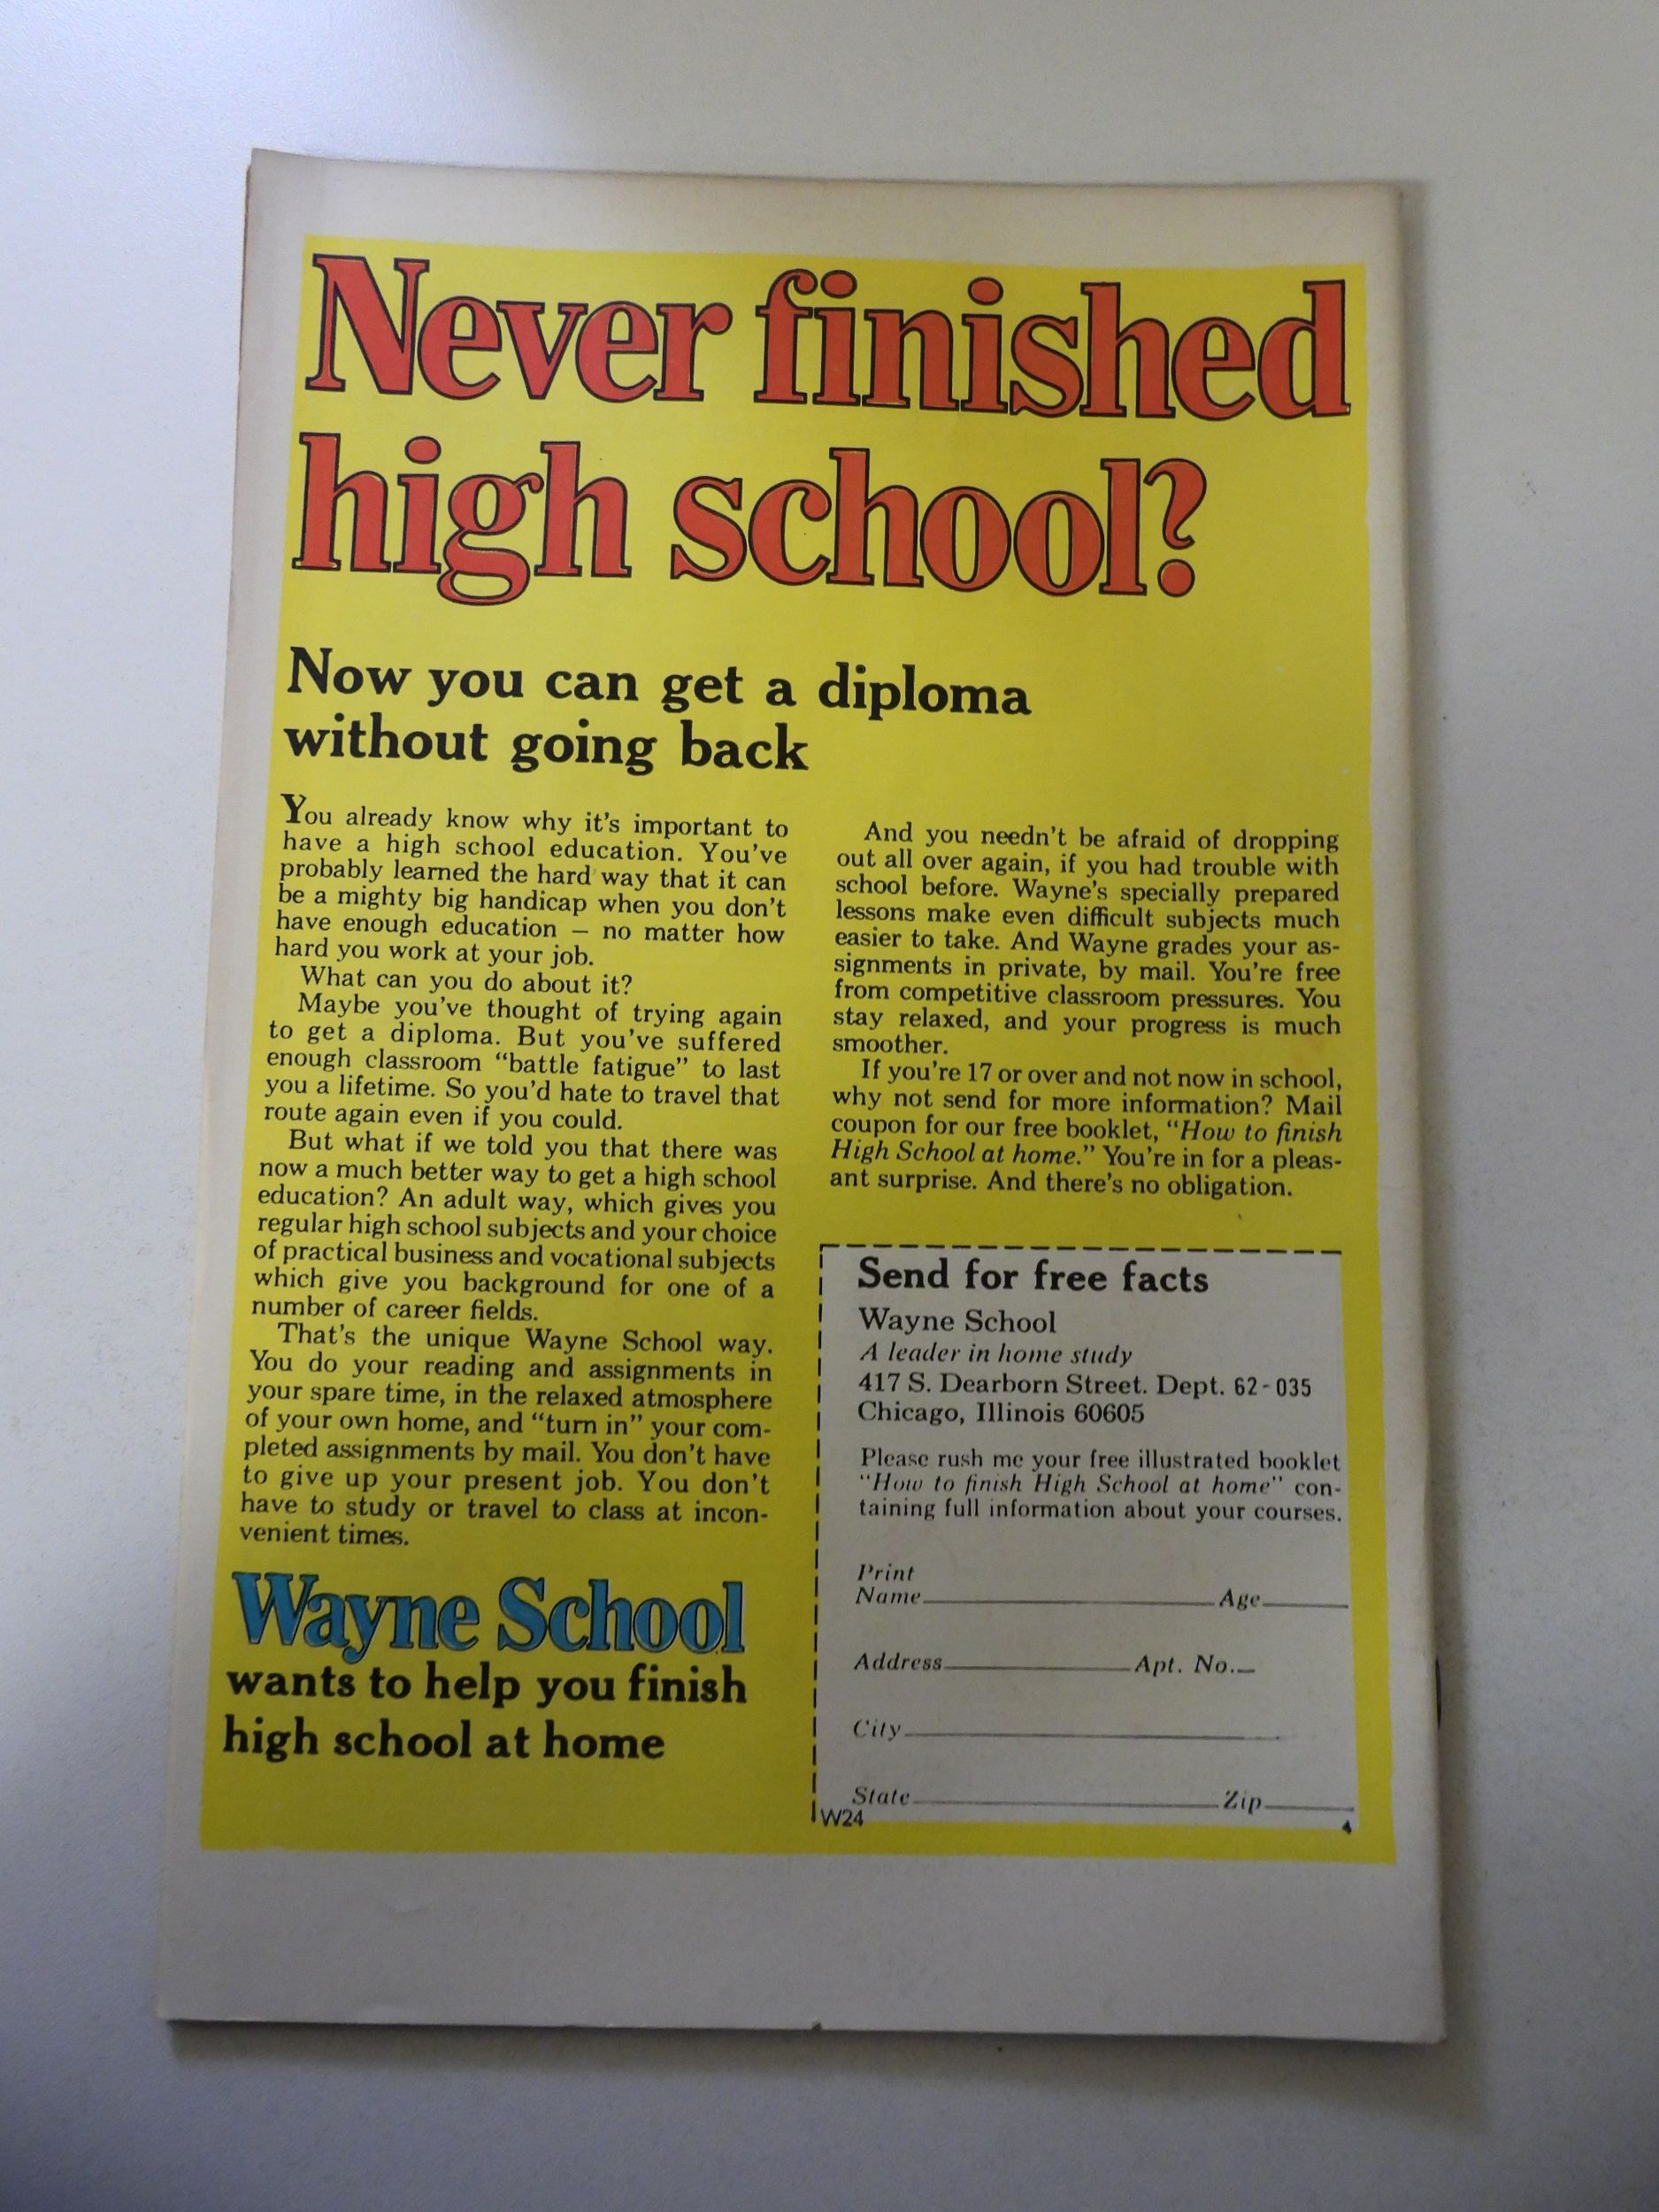 Never finished
high school?
Now you can get a diploma
without going back
You already know why it's important to
have a high school education. You've
probably learned the hard way that it can
be a mighty big handicap when you don't
have enough education — no matter how
hard you work at your job.
What can you do about it?
Maybe you've thought of trying again
to get a diploma. But you've suffered
enough classroom "battle fatigue" to last
you a lifetime. So you'd hate to travel that
route again even if you could.
But what if we told you that there was
now a much better way to get a high school
education? An adult way, which gives you
regular high school subjects and your choice
of practical business and vocational subjects
which give you background for one of a
number of career fields.
That's the unique Wayne School way.
You do your reading and assignments in
your spare time, in the relaxed atmosphere
of your own home, and "turn in" your com-
pleted assignments by mail. You don't have
to give up your present job. You don't
have to study or travel to class at incon-
venient times.
Wayne School
wants to help you finish
high school at home
And you needn't be afraid of dropping
out all over again, if you had trouble with
school before. Wayne's specially prepared
lessons make even difficult subjects much
easier to take. And Wayne grades your as-
signments in private, by mail. You're free
from competitive classroom pressures. You
stay relaxed, and your progress is much
smoother.
If you're 17 or over and not now in school,
why not send for more information? Mail
coupon for our free booklet, "How to finish
High School at home." You're in for a pleas-
ant surprise. And there's no obligation.
Send for free facts
Wayne School
A leader in home study
417 S. Dearborn Street. Dept. 62-035
Chicago, Illinois 60605
Please rush me your free illustrated booklet
"How to finish High School at home" con-
taining full information about your courses.
Print
Name Age
Address Apt. No.
City
State Zip
W24 4